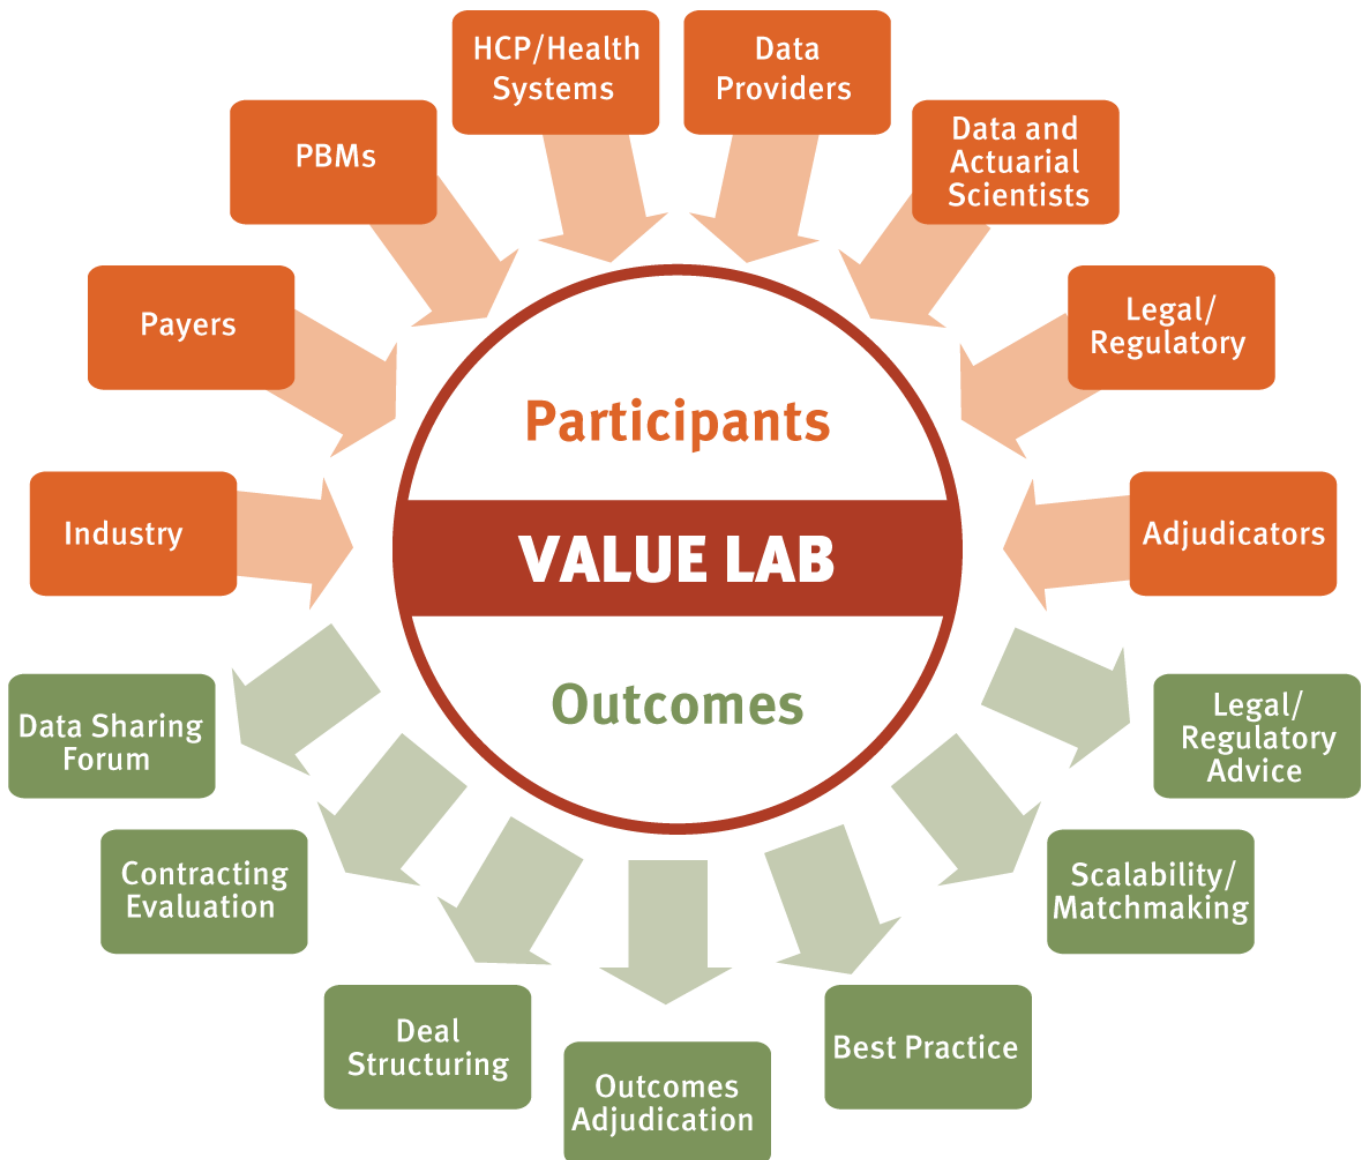 HCP/Health
Systems
Data
Providers
PBMs
Data and
Actuarial
Scientists
Payers
Legal/
Regulatory
Industry
Adjudicators
Participants
VALUE LAB
Outcomes
Data Sharing
Forum
Legal/
Regulatory
Advice
Contracting
Evaluation
Scalability/
Matchmaking
Deal
Structuring
Best Practice
Outcomes
Adjudication